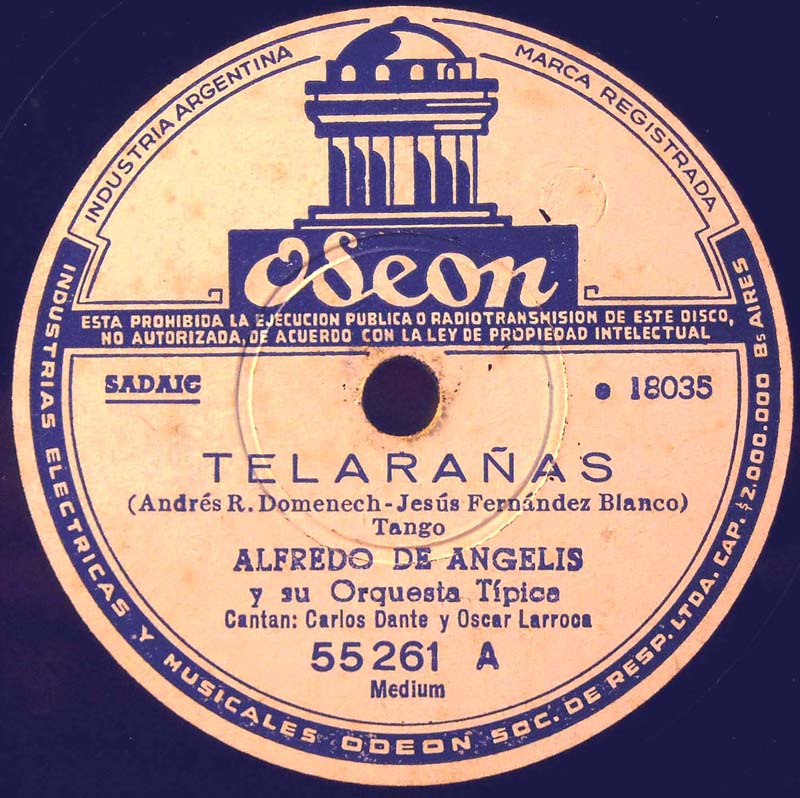 INDUSTRIA ARGENTINA
MARCA REGISTRADA
Odeon
ESTA PROHIBIDA LA EJECUCION PUBLICA O RADIOTRANSMISIÓN DE ESTE DISCO,
NO AUTORIZADA, DE ACUERDO CON LA LEY DE PROPIEDAD INTELECTUAL
SADAIC
e 18035
TELARAÑAS
(Andrés R. Domenech-Jesús Fernández Blanco)
Tango
ALFREDO DE ANGELIS
y su Orquesta Típica
Cantan: Carlos Dante y Oscar Larroca
55261 A
Medium
INDUSTRIAS ELECTRICAS Y MUSICALES ODEON SOC. DE RESP. LTDA. CAP. $2.000.000 Bs AIRES